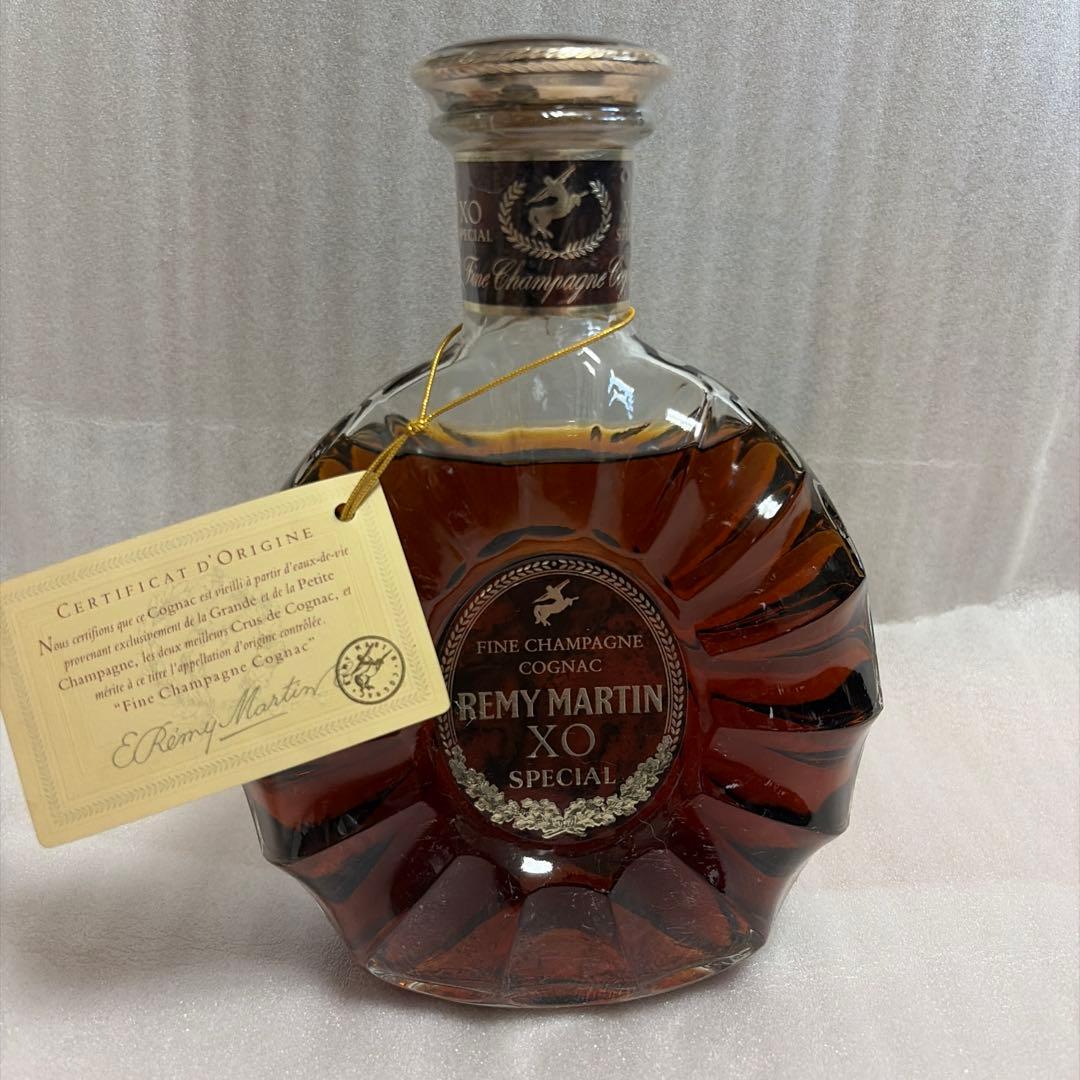 XO
SPECIAL
Fine Champagne
CERTIFICAT D'ORIGINE
Nous certifions que ce Cognac est vieilli à partir d'eaux-de-vie
provenant exclusivement de la Grande et de la Petite
Champagne, les deux meilleurs Crus de Cognac, et
mérite à ce titre l'appellation d'origine contrôlée.
"Fine Champagne Cognac"
E. Rémy Martin
FINE CHAMPAGNE
COGNAC
REMY MARTIN
XO
SPECIAL